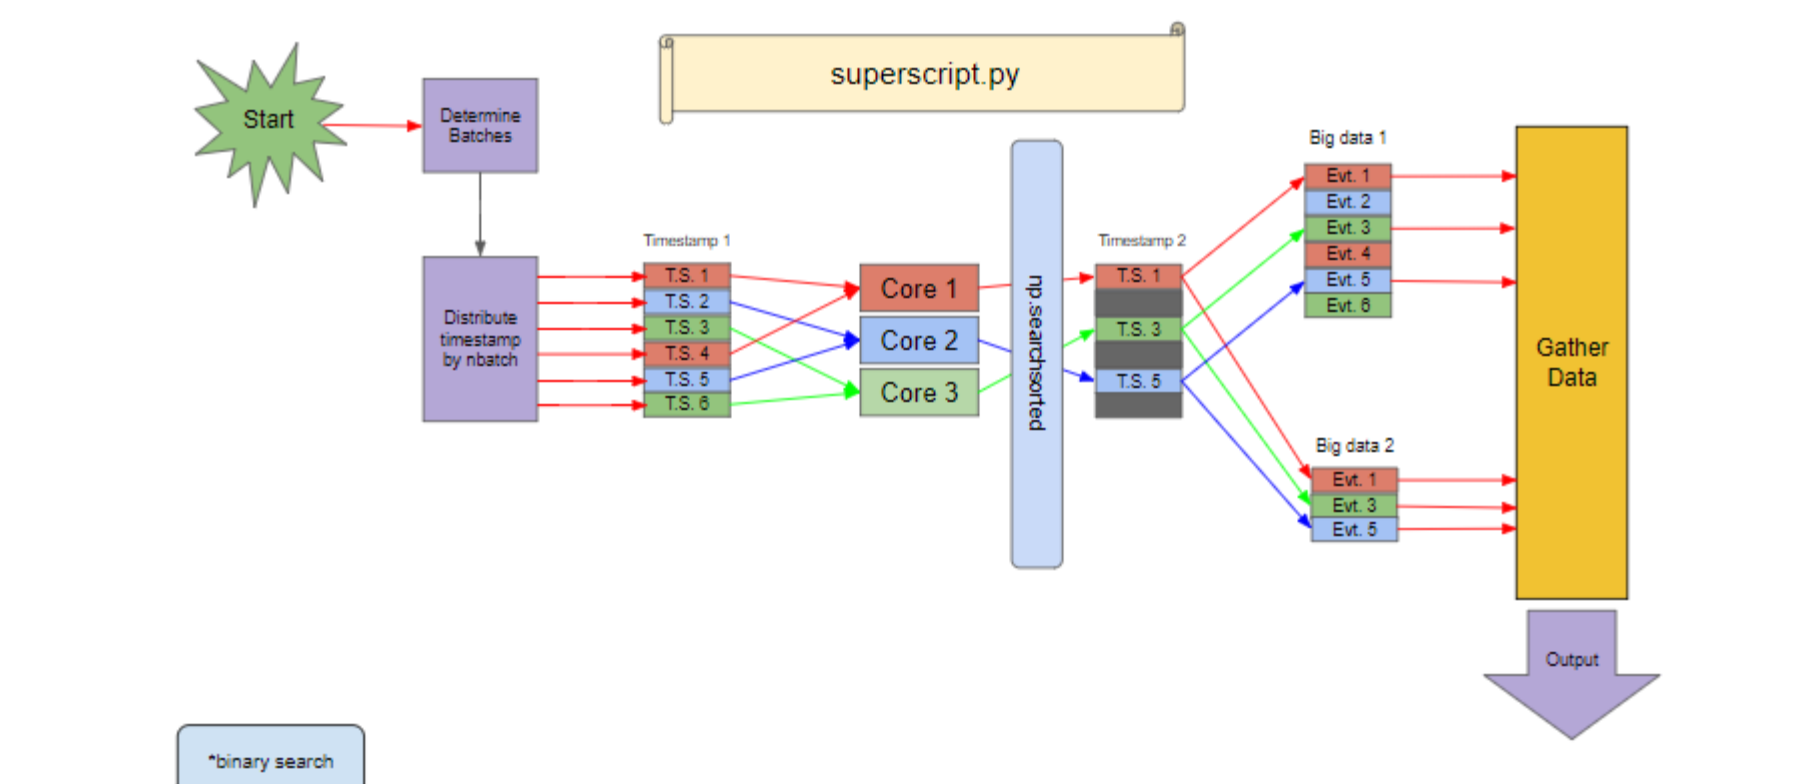 superscript.py
Start
Determine
Batches
Distribute
timestamp
by nbatch
Timestamp 1
T.S. 1
T.S. 2
T.S. 3
T.S. 4
T.S. 5
T.S. 6
Core 1
Core 2
Core 3
np.searchsorted
Timestamp 2
T.S. 1
T.S. 3
T.S. 5
Big data 1
Evt. 1
Evt. 2
Evt. 3
Evt. 4
Evt. 5
Evt. 6
Big data 2
Evt. 1
Evt. 3
Evt. 5
Gather
Data
Output
*binary search